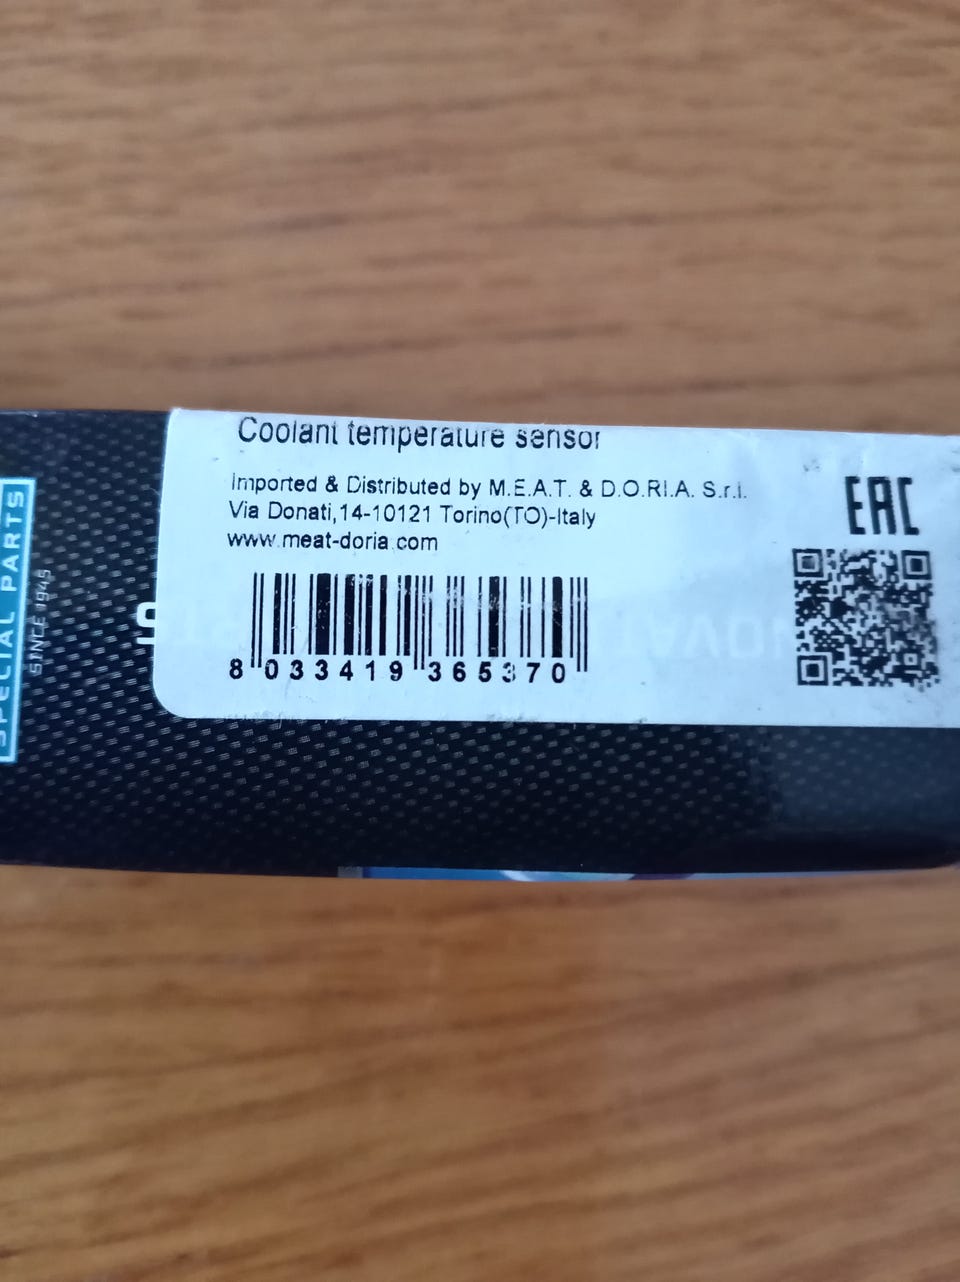 Coolant temperature sensor
Imported & Distributed by M.E.A.T. & D.O.RI.A. S.r.l.
Via Donati,14-10121 Torino(TO)-Italy
www.meat-doria.com
8 033419 365370
EAC
SPECIAL PARTS
SINCE 1945